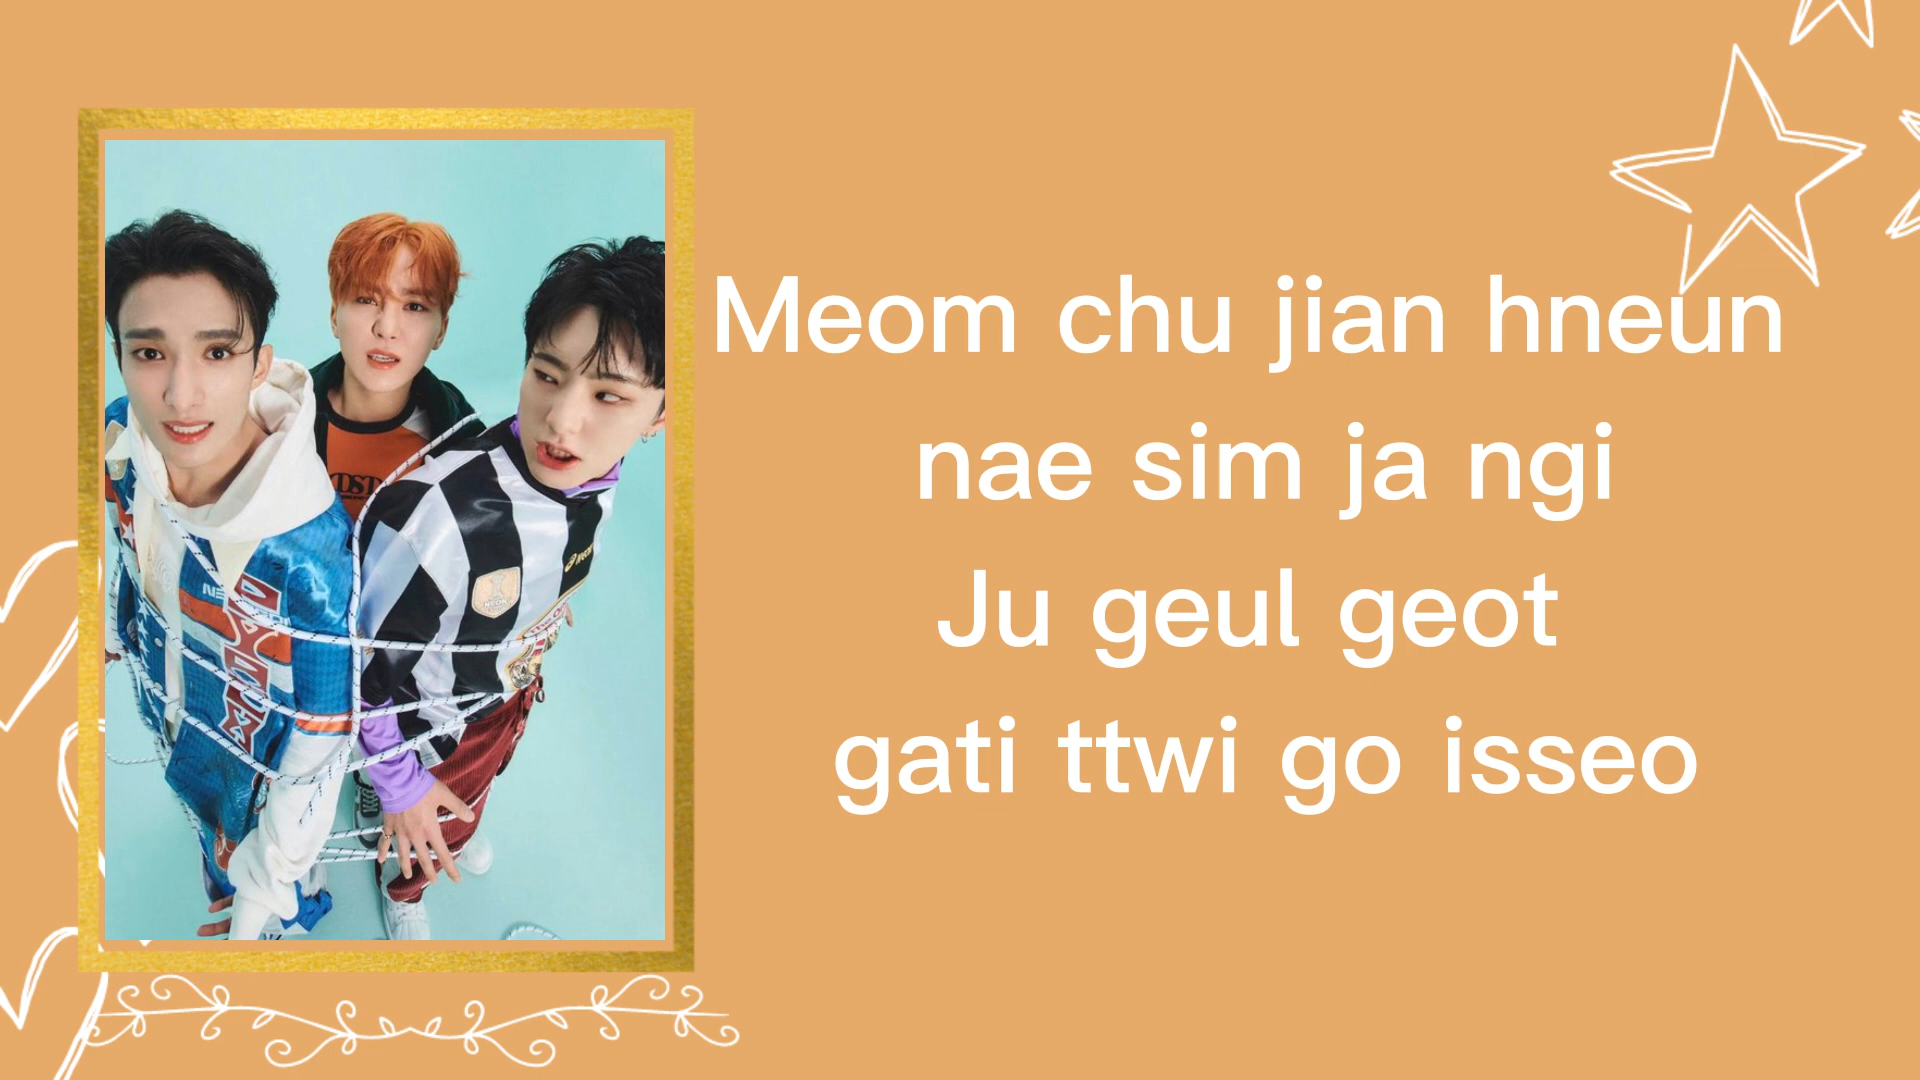 Meom chu jian hneun
nae sim ja ngi
Ju geul geot
gati ttwi go isseo